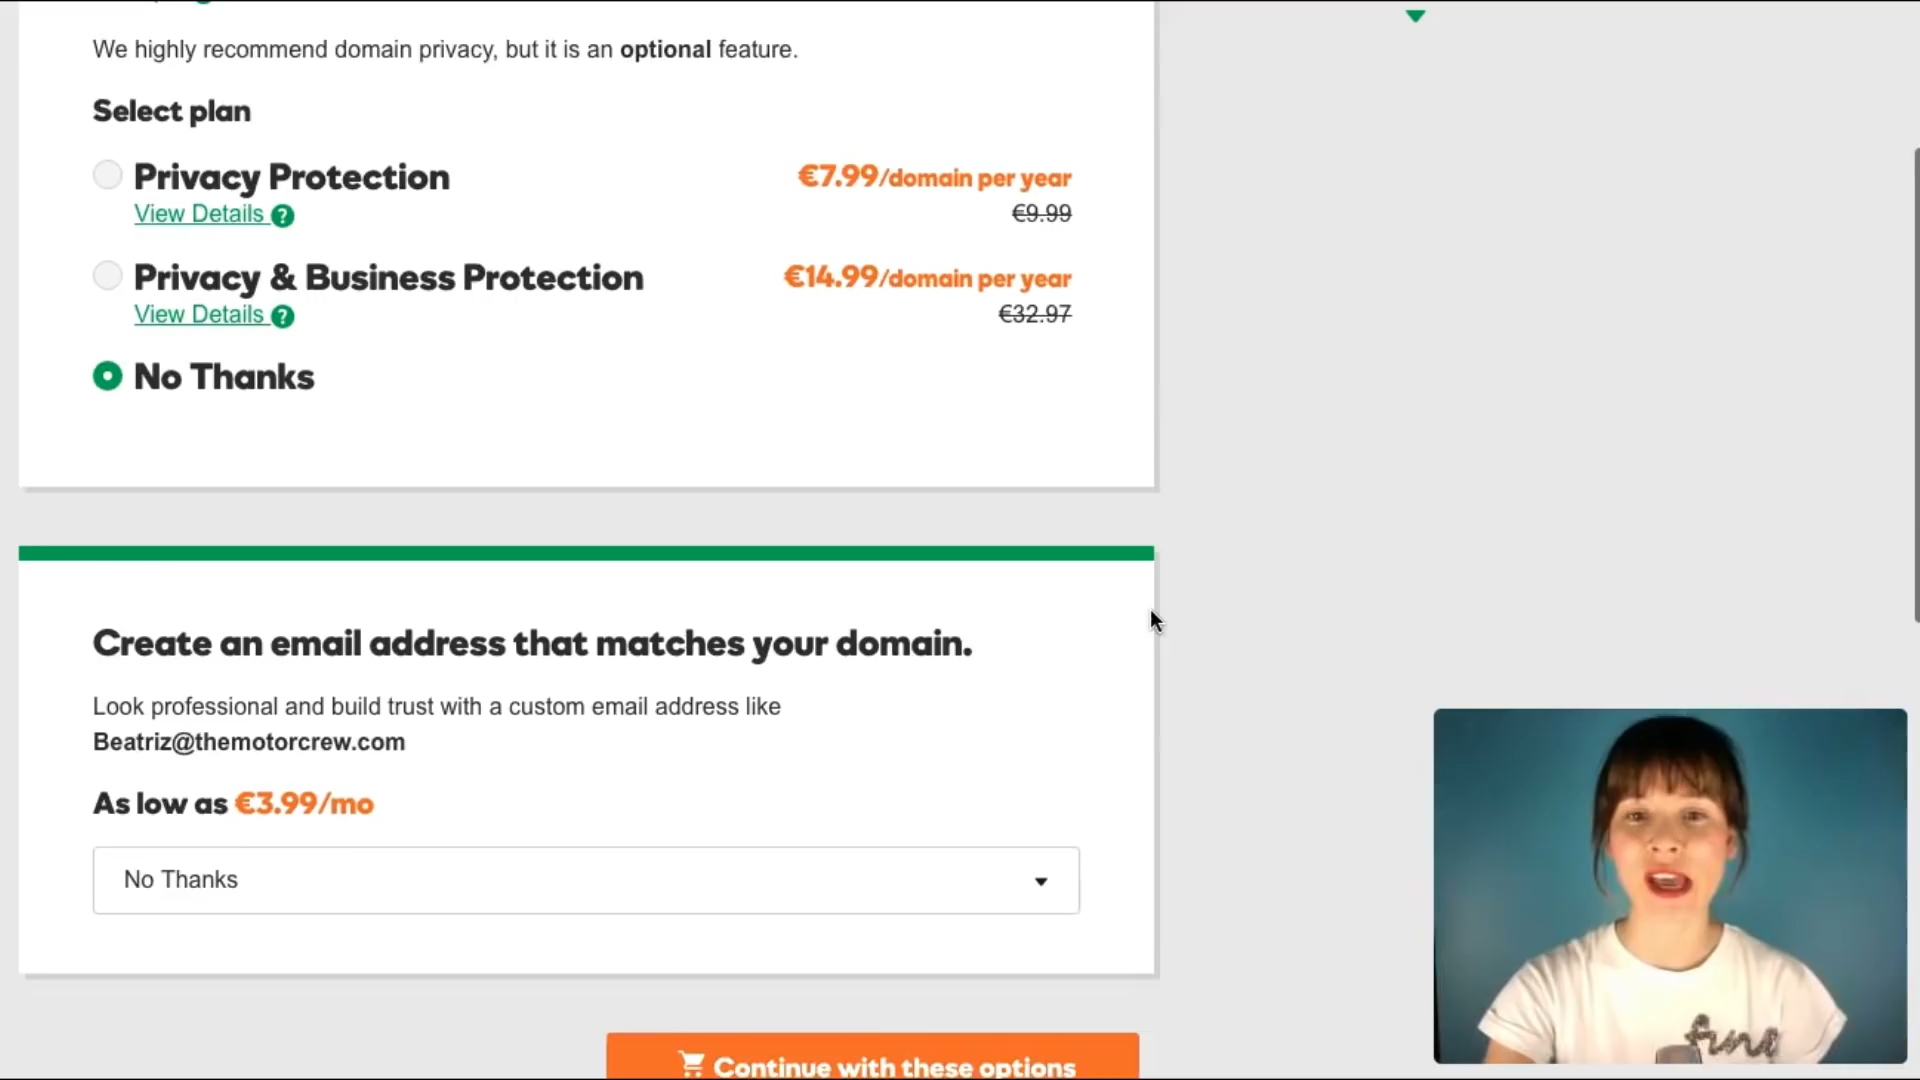 We highly recommend domain privacy, but it is an optional feature.
Select plan
Privacy Protection
€7.99/domain per year
View Details ?
€9.99
Privacy & Business Protection
€14.99/domain per year
View Details ?
€32.97
No Thanks
Create an email address that matches your domain.
Look professional and build trust with a custom email address like
Beatriz@themotorcrew.com
As low as €3.99/mo
No Thanks
Continue with these options